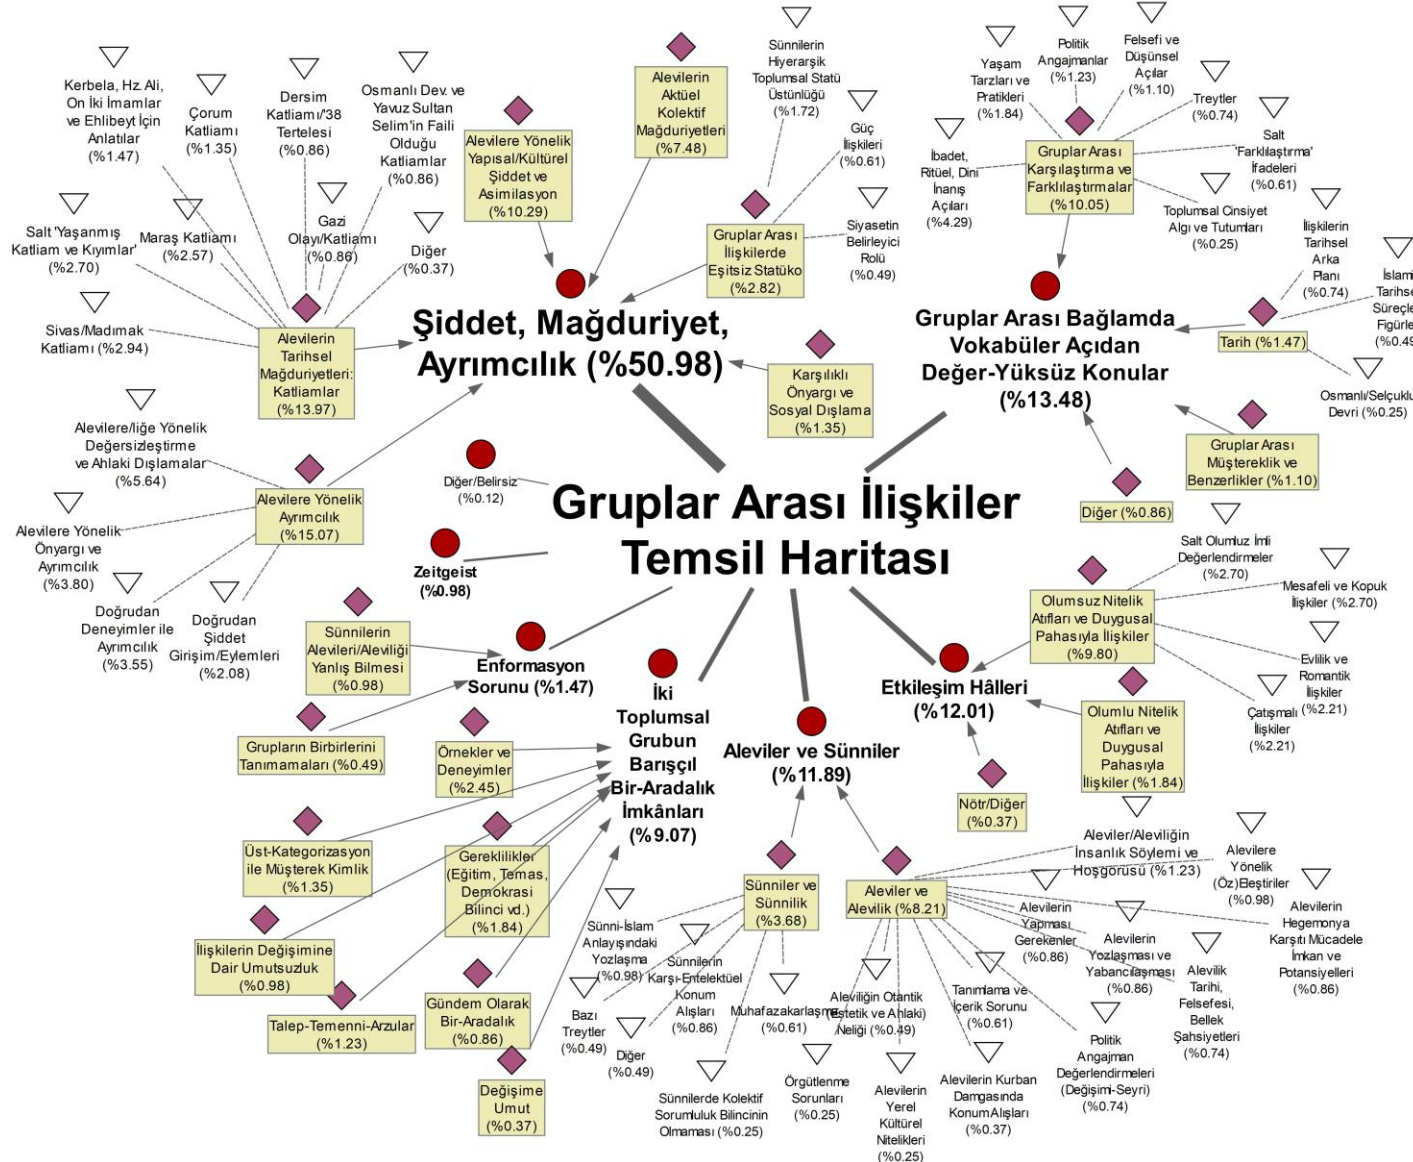 Kerbela, Hz. Ali,
On İki İmamlar
ve Ehlibeyt İçin
Anlatılar
(%1.47)
Çorum
Katliamı
(%1.35)
Dersim
Katliamı/'38
Tertelesi
(%0.86)
Osmanlı Dev. ve
Yavuz Sultan
Selim'in Faili
Olduğu
Katliamlar
(%0.86)
Salt 'Yaşanmış
Katliam ve Kıyımlar'
(%2.70)
Maraş Katliamı
(%2.57)
Gazi
Olayı/Katliamı
(%0.86)
Diğer
(%0.37)
Sivas/Madımak
Katliamı (%2.94)
Alevilerin
Tarihsel
Mağduriyetleri:
Katliamlar
(%13.97)
Alevilere Yönelik
Yapısal/Kültürel
Şiddet ve
Asimilasyon
(%10.29)
Alevilerin
Aktüel
Kolektif
Mağduriyetleri
(%7.48)
Sünnilerin
Hiyerarşik
Toplumsal Statü
Üstünlüğü
(%1.72)
Güç
İlişkileri
(%0.61)
Siyasetin
Belirleyici
Rolü
(%0.49)
Gruplar Arası
İlişkilerde
Eşitsiz Statüko
(%2.82)
Şiddet, Mağduriyet,
Ayrımcılık (%50.98)
Karşılıklı
Önyargı ve
Sosyal Dışlama
(%1.35)
Yaşam
Tarzları ve
Pratikleri
(%1.84)
Politik
Angajmanlar
(%1.23)
Felsefi ve
Düşünsel
Açılar
(%1.10)
Treytler
(%0.74)
Salt
'Farklılaştırma'
İfadeleri
(%0.61)
İbadet,
Ritüel, Dini
İnanış
Açıları
(%4.29)
Gruplar Arası
Karşılaştırma ve
Farklılaştırmalar
(%10.05)
Toplumsal Cinsiyet
Algı ve Tutumları
(%0.25)
İlişkilerin
Tarihsel
Arka
Planı
(%0.74)
İslami
Tarihse
Süreçle
Figürle
(%0.49
Tarih (%1.47)
Osmanlı/Selçuklu
Devri (%0.25)
Gruplar Arası Bağlamda
Vokabüler Açıdan
Değer-Yüksüz Konular
(%13.48)
Gruplar Arası
Müştereklik ve
Benzerlikler (%1.10)
Diğer (%0.86)
Alevilere/liğe Yönelik
Değersizleştirme
ve Ahlaki Dışlamalar
(%5.64)
Alevilere Yönelik
Ayrımcılık
(%15.07)
Alevilere Yönelik
Önyargı ve
Ayrımcılık
(%3.80)
Doğrudan
Deneyimler ile
Ayrımcılık
(%3.55)
Doğrudan
Şiddet
Girişim/Eylemleri
(%2.08)
Diğer/Belirsiz
(%0.12)
Gruplar Arası İlişkiler
Temsil Haritası
Zeitgeist
(%0.98)
Sünnilerin
Alevileri/Aleviliği
Yanlış Bilmesi
(%0.98)
Enformasyon
Sorunu (%1.47)
Grupların Birbirlerini
Tanımamaları (%0.49)
Örnekler ve
Deneyimler
(%2.45)
Üst-Kategorizasyon
ile Müşterek Kimlik
(%1.35)
Gereklilikler
(Eğitim, Temas,
Demokrasi
Bilinci vd.)
(%1.84)
İlişkilerin Değişimine
Dair Umutsuzluk
(%0.98)
Talep-Temenni-Arzular
(%1.23)
Gündem Olarak
Bir-Aradalık
(%0.86)
Değişime
Umut
(%0.37)
İki
Toplumsal
Grubun
Barışçıl
Bir-Aradalık
İmkânları
(%9.07)
Aleviler ve Sünniler
(%11.89)
Etkileşim Hâlleri
(%12.01)
Salt Olumluz İmli
Değerlendirmeler
(%2.70)
Mesafeli ve Kopuk
İlişkiler (%2.70)
Olumsuz Nitelik
Atıfları ve Duygusal
Pahasıyla İlişkiler
(%9.80)
Evlilik ve
Romantik
İlişkiler
(%2.21)
Çatışmalı
İlişkiler
(%2.21)
Olumlu Nitelik
Atıfları ve
Duygusal
Pahasıyla
İlişkiler (%1.84)
Nötr/Diğer
(%0.37)
Sünniler ve
Sünnilik
(%3.68)
Sünni-İslam
Anlayışındaki
Yozlaşma
(%0.98)
Sünnilerin
Karşı-Entelektüel
Konum
Alışları
(%0.86)
Bazı
Treytler
(%0.49)
Diğer
(%0.49)
Muhafazakarlaşma
(%0.61)
Sünnilerde Kolektif
Sorumluluk Bilincinin
Olmaması (%0.25)
Aleviler ve
Alevilik (%8.21)
Aleviler/Aleviliğin
İnsanlık Söylemi ve
Hoşgörüsü (%1.23)
Alevilere
Yönelik
(Öz)Eleştiriler
(%0.98)
Alevilerin
Hegemonya
Karşıtı Mücadele
İmkan ve
Potansiyelleri
(%0.86)
Alevilerin
Yapması
Gerekenler
(%0.86)
Alevilerin
Yozlaşması ve
Yabancılaşması
(%0.86)
Alevilik
Tarihi,
Felsefesi,
Bellek
Şahsiyetleri
(%0.74)
Aleviliğin Otantik
(Estetik ve Ahlaki)
Neliği (%0.49)
Tanımlama ve
İçerik Sorunu
(%0.61)
Politik
Angajman
Değerlendirmeleri
(Değişimi-Seyri)
(%0.74)
Örgütlenme
Sorunları
(%0.25)
Alevilerin
Yerel
Kültürel
Nitelikleri
(%0.25)
Alevilerin Kurban
Damgasında
Konum Alışları
(%0.37)